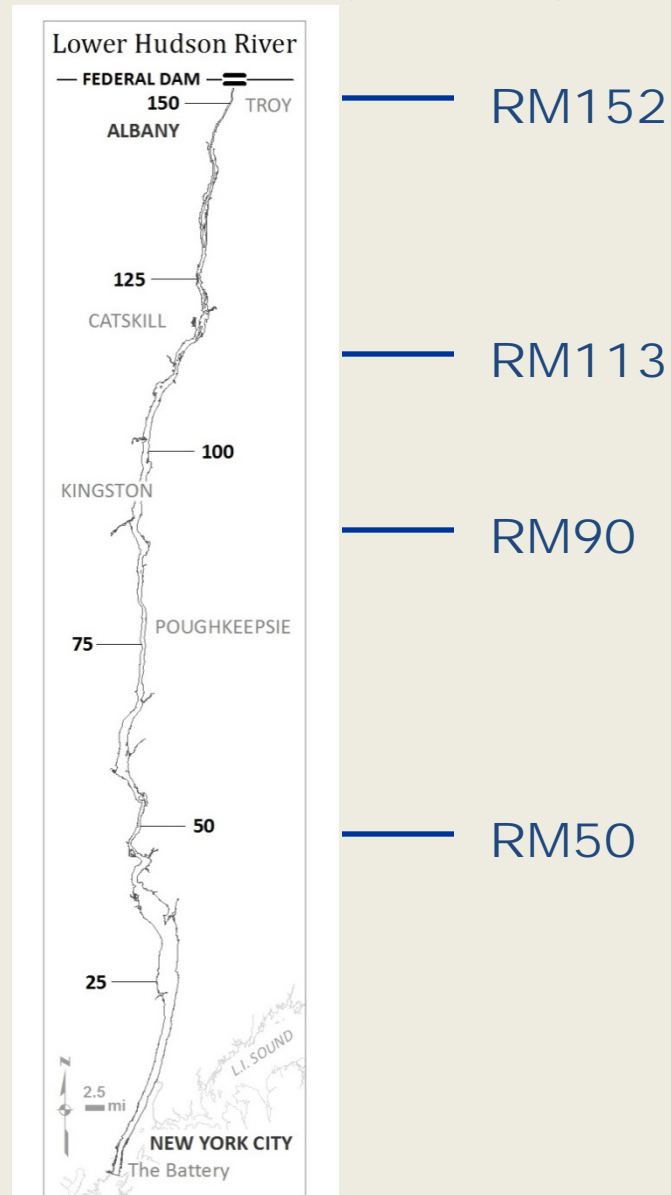 Lower Hudson River
FEDERAL DAM
150
TROY
RM152
ALBANY
125
CATSKILL
RM113
100
KINGSTON
RM90
POUGHKEEPSIE
75
50
RM50
25
L.I. SOUND
N
2.5
mi
NEW YORK CITY
The Battery